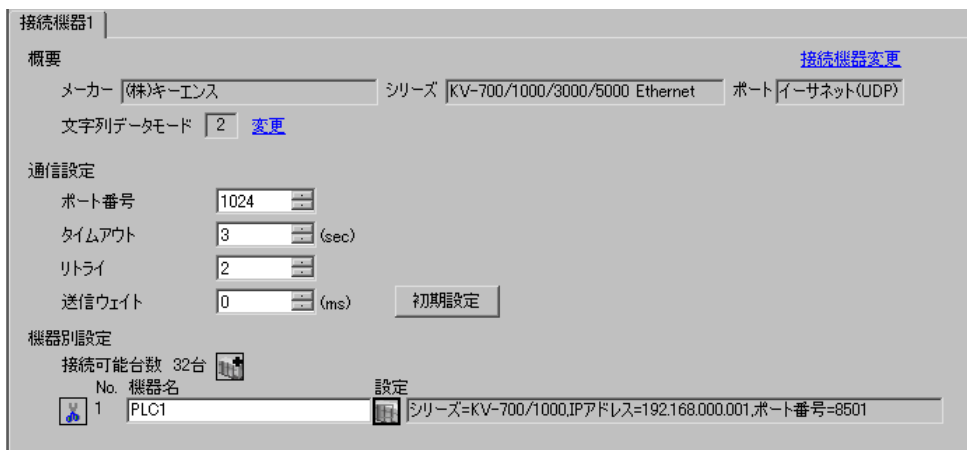 接続機器1
概要 接続機器変更
メーカー (株)キーエンス シリーズ KV-700/1000/3000/5000 Ethernet ポート イーサネット(UDP)
文字列データモード 2 変更
通信設定
ポート番号 1024
タイムアウト 3 (sec)
リトライ 2
送信ウェイト 0 (ms) 初期設定
機器別設定
接続可能台数 32台
No. 機器名 設定
1 PLC1 シリーズ=KV-700/1000,IPアドレス=192.168.000.001,ポート番号=8501